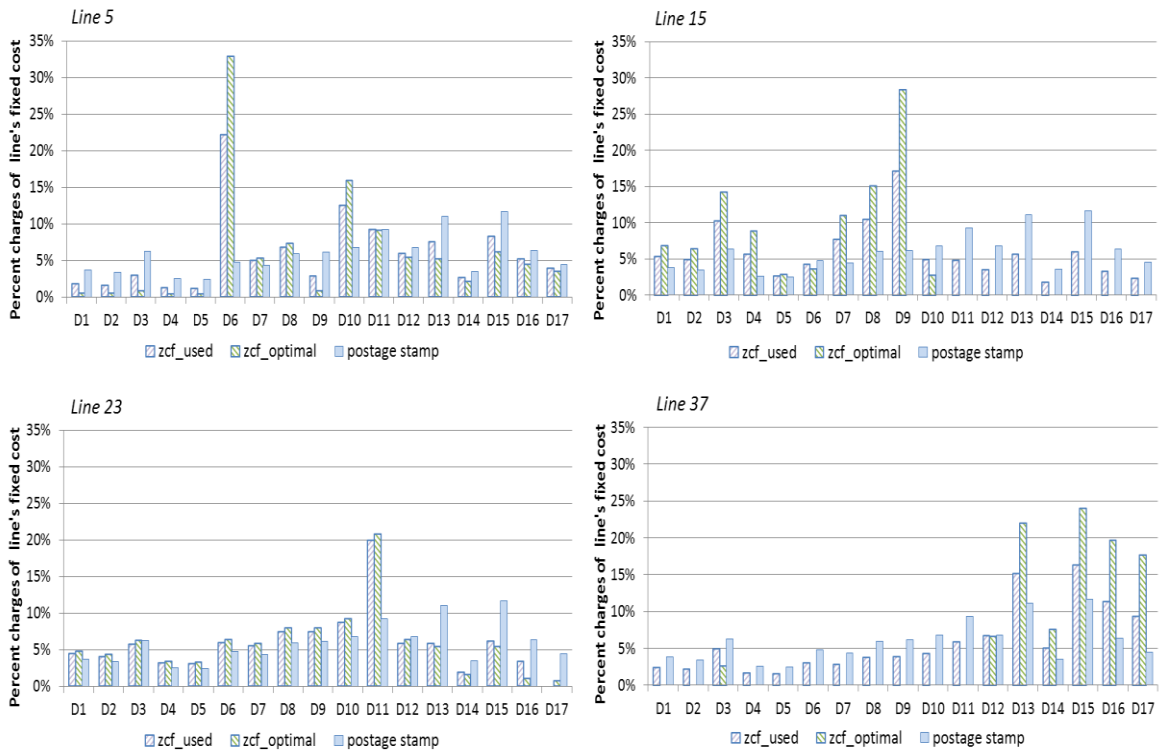 Line 5
Percent charges of line's fixed cost
35%
30%
25%
20%
15%
10%
5%
0%
D1 D2 D3 D4 D5 D6 D7 D8 D9 D10 D11 D12 D13 D14 D15 D16 D17
zcf_used zcf_optimal postage stamp
Line 15
Percent charges of line's fixed cost
35%
30%
25%
20%
15%
10%
5%
0%
D1 D2 D3 D4 D5 D6 D7 D8 D9 D10 D11 D12 D13 D14 D15 D16 D17
zcf_used zcf_optimal postage stamp
Line 23
Percent charges of line's fixed cost
35%
30%
25%
20%
15%
10%
5%
0%
D1 D2 D3 D4 D5 D6 D7 D8 D9 D10 D11 D12 D13 D14 D15 D16 D17
zcf_used zcf_optimal postage stamp
Line 37
Percent charges of line's fixed cost
35%
30%
25%
20%
15%
10%
5%
0%
D1 D2 D3 D4 D5 D6 D7 D8 D9 D10 D11 D12 D13 D14 D15 D16 D17
zcf_used zcf_optimal postage stamp